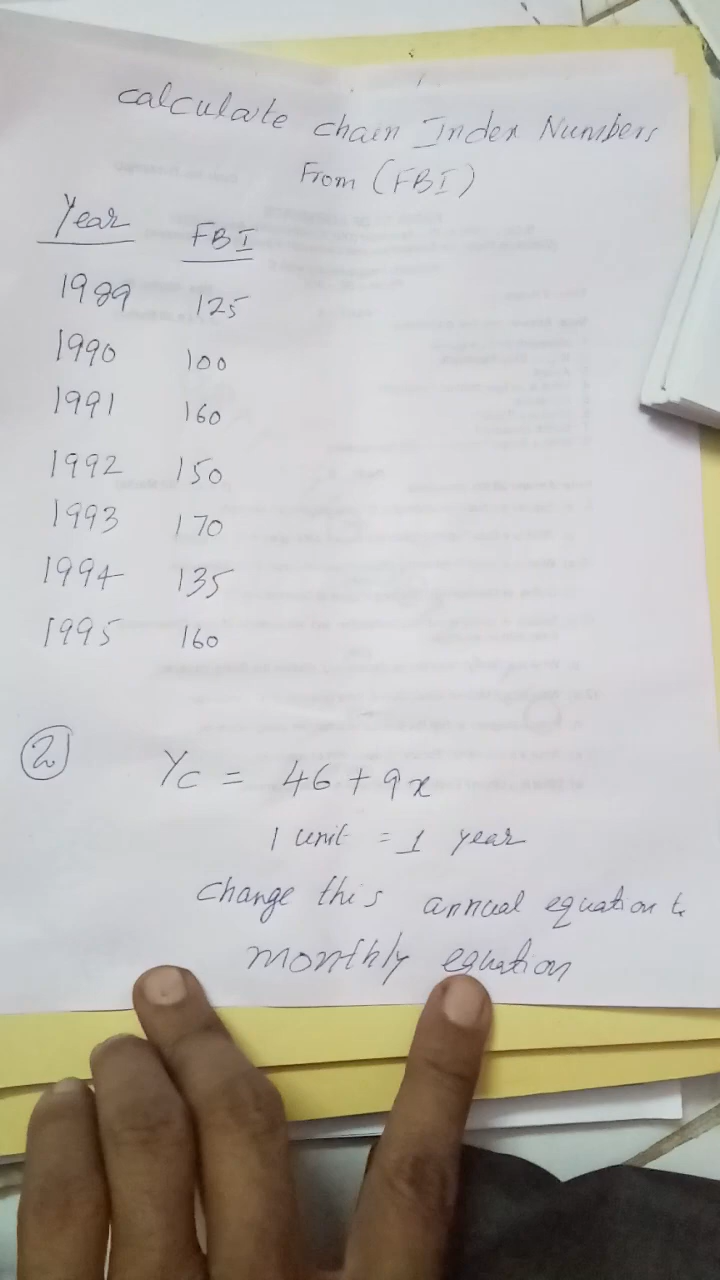 calculate chain Index Numbers
From (FBI)
Year FBI
1989 125
1990 100
1991 160
1992 150
1993 170
1994 135
1995 160
② Yc = 46 + 9x
1 unit = 1 year
change this annual equation to
monthly equation